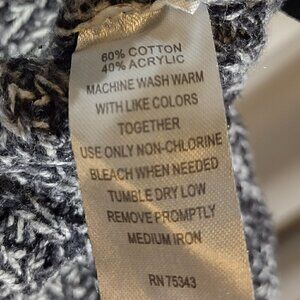 60% COTTON
40% ACRYLIC
MACHINE WASH WARM
WITH LIKE COLORS
TOGETHER
USE ONLY NON-CHLORINE
BLEACH WHEN NEEDED
TUMBLE DRY LOW
REMOVE PROMPTLY
MEDIUM IRON
RN 75343